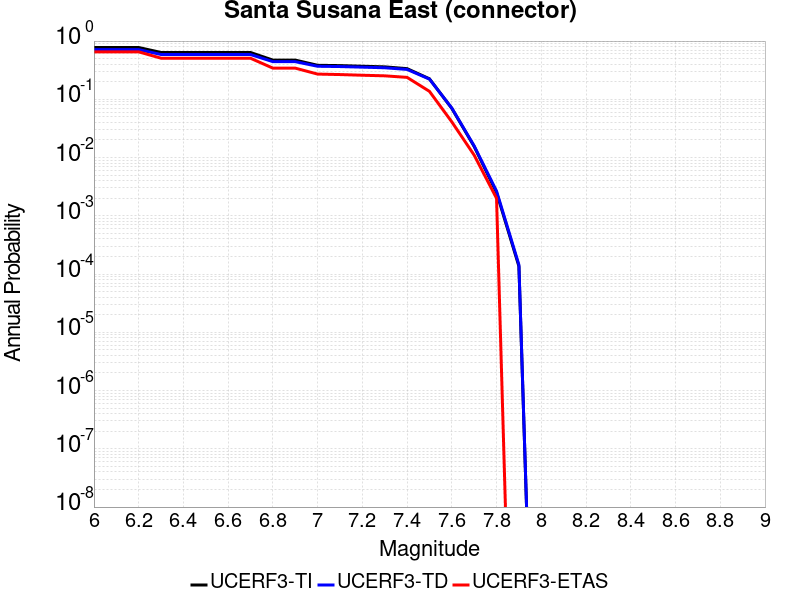 Santa Susana East (connector)
Annual Probability
10^0
10^-1
10^-2
10^-3
10^-4
10^-5
10^-6
10^-7
10^-8
6 6.2 6.4 6.6 6.8 7 7.2 7.4 7.6 7.8 8 8.2 8.4 8.6 8.8 9
Magnitude
UCERF3-TI UCERF3-TD UCERF3-ETAS